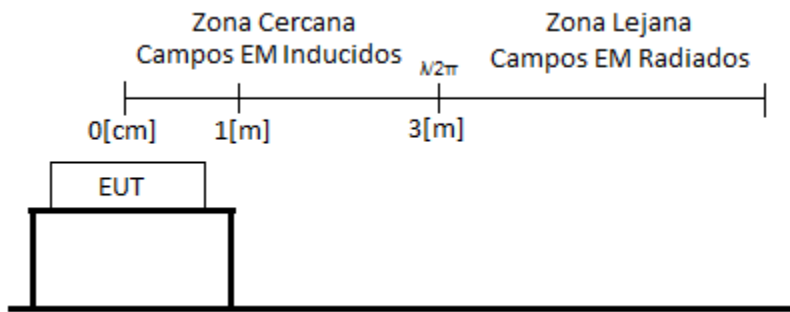 Zona Cercana
Campos EM Inducidos
λ/2π
Zona Lejana
Campos EM Radiados
0[cm]
1[m]
3[m]
EUT